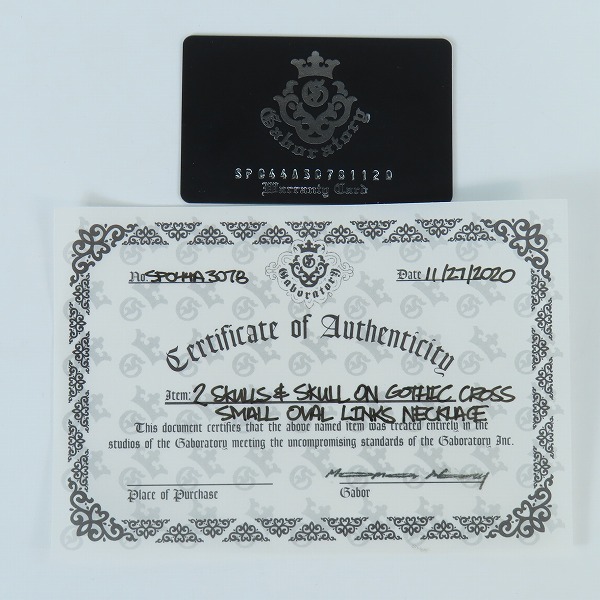 G
Gaboratory
SP044A30781120
Warranty Card
G
Gaboratory
No. SPO44A3078
Date 11/27/2020
Certificate of Authenticity
Item: 2 SKULLS & SKULL ON GOTHIC CROSS
SMALL OVAL LINKS NECKLACE
This document certifies that the above named item was created entirely in the
studios of the Gaboratory meeting the uncompromising standards of the Gaboratory Inc.
Place of Purchase
Gabor